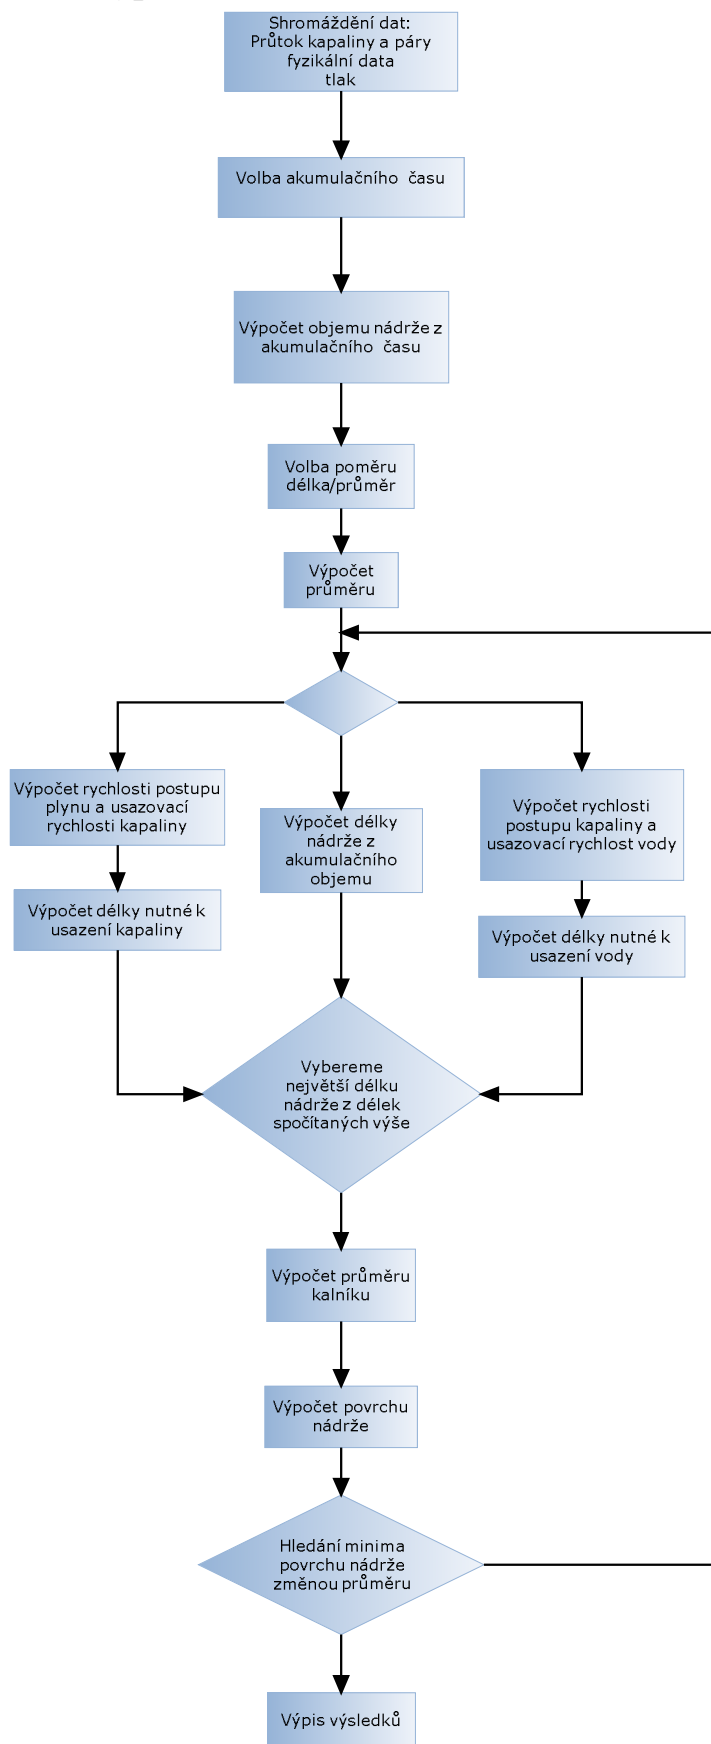 Shromáždění dat:
Průtok kapaliny a páry
fyzikální data
tlak
Volba akumulačního času
Výpočet objemu nádrže z
akumulačního času
Volba poměru
délka/průměr
Výpočet
průměru
Výpočet rychlosti postupu
plynu a usazovací
rychlosti kapaliny
Výpočet délky
nádrže z
akumulačního
objemu
Výpočet rychlosti
postupu kapaliny a
usazovací rychlost vody
Výpočet délky nutné k
usazení kapaliny
Výpočet délky nutné k
usazení vody
Vybereme
největší délku
nádrže z délek
spočítaných výše
Výpočet průměru
kalníku
Výpočet povrchu
nádrže
Hledání minima
povrchu nádrže
změnou průměru
Výpis výsledků